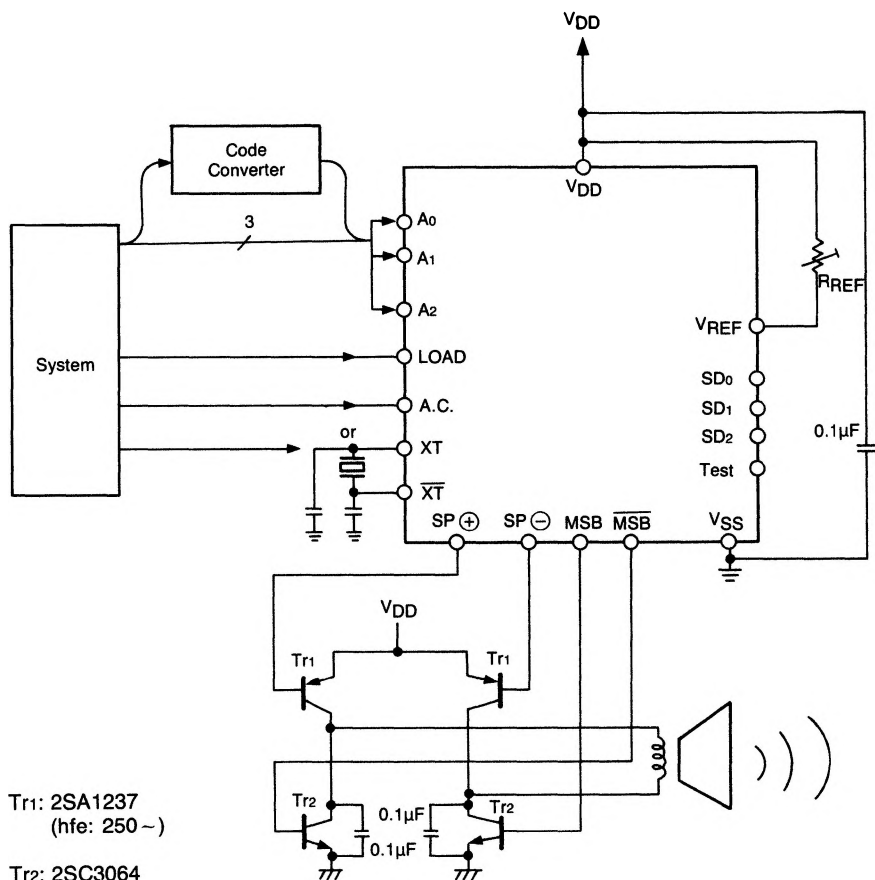 VDD
Code
Converter
3
System
VDD
A0
A1
A2
LOAD
A.C.
or
XT
X̅T̅
RREF
VREF
SD0
SD1
SD2
Test
0.1µF
SP ⊕
SP ⊖
MSB
M̅S̅B̅
VSS
VDD
Tr1
Tr1
Tr2
0.1µF
0.1µF
Tr2
Tr1: 2SA1237
(hfe: 250 ~)
Tr2: 2SC3064